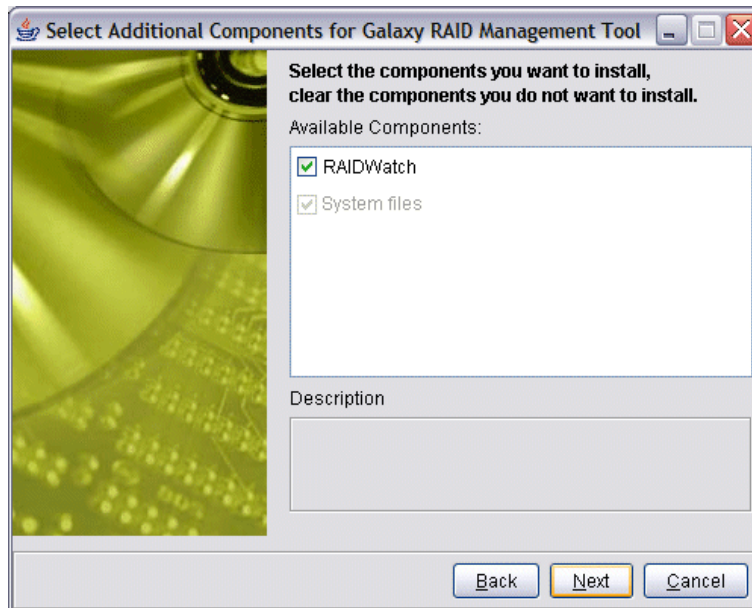 Select Additional Components for Galaxy RAID Management Tool
Select the components you want to install,
clear the components you do not want to install.
Available Components:
RAIDWatch
System files
Description
Back Next Cancel